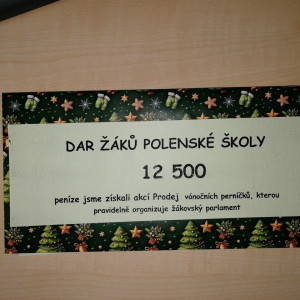 DAR ŽÁKŮ POLENSKÉ ŠKOLY
12 500
peníze jsme získali akcí Prodej vánočních perníčků, kterou
pravidelně organizuje žákovský parlament